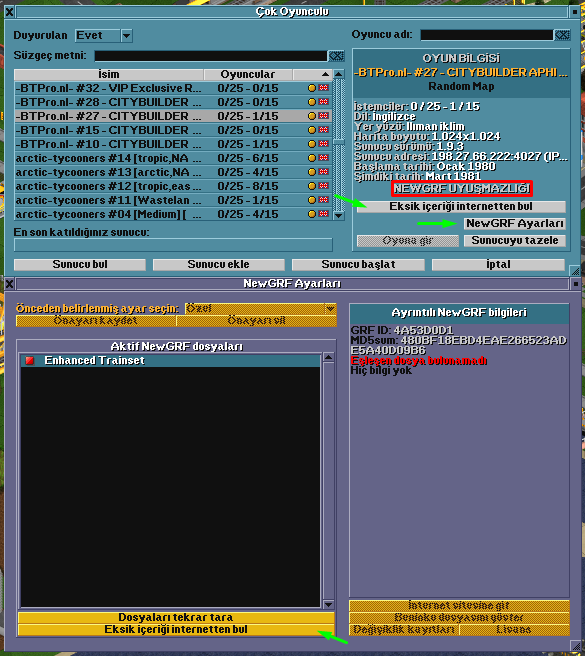 Çok Oyunculu
Duyurulan Evet
Oyuncu adı:
Süzgeç metni:
İsim Oyuncular
-BTPro.nl- #32 - VIP Exclusive R... 0/25 - 0/15
-BTPro.nl- #28 - CITYBUILDER ... 0/25 - 0/15
-BTPro.nl- #27 - CITYBUILDER ... 0/25 - 1/15
-BTPro.nl- #15 - CITYBUILDER ... 0/25 - 0/15
-BTPro.nl- #10 - CITYBUILDER ... 0/25 - 0/15
arctic-tycooners #14 [tropic,NA ... 0/25 - 6/15
arctic-tycooners #13 [arctic,NA ... 0/25 - 4/15
arctic-tycooners #12 [tropic,eas ... 0/25 - 8/15
arctic-tycooners #11 [Wastelan ... 0/25 - 1/15
arctic-tycooners #04 [Medium] [ ... 0/25 - 4/15
En son katıldığınız sunucu:
OYUN BİLGİSİ
-BTPro.nl- #27 - CITYBUILDER APHI ...
Random Map
İstemciler: 0 / 25 - 1 / 15
Dil: İngilizce
Yer yüzü: Ilıman iklim
Harita boyutu: 1.024x1.024
Sunucu sürümü: 1.9.3
Sunucu adresi: 198.27.66.222:4027 (IP...
Başlama tarihi: Ocak 1980
Şimdiki tarih: Mart 1981
NEWGRF UYUŞMAZLIĞI
Eksik içeriği internetten bul
NewGRF Ayarları
Oyuna gir Sunucuyu tazele
Sunucu bul Sunucu ekle Sunucu başlat İptal
NewGRF Ayarları
Önceden belirlenmiş ayar seçin: Özel
Önayarı kaydet Önayarı sil
Aktif NewGRF dosyaları
Enhanced Trainset
Dosyaları tekrar tara
Eksik içeriği internetten bul
Ayrıntılı NewGRF bilgileri
GRF ID: 4A53D0D1
MD5sum: 480BF18EBD4EAE266523AD
E5A40D09B6
Eşleşen dosya bulunamadı
Hiç bilgi yok
İnternet sitesine gir
Benioku dosyasını göster
Değişiklik kayıtları Lisans